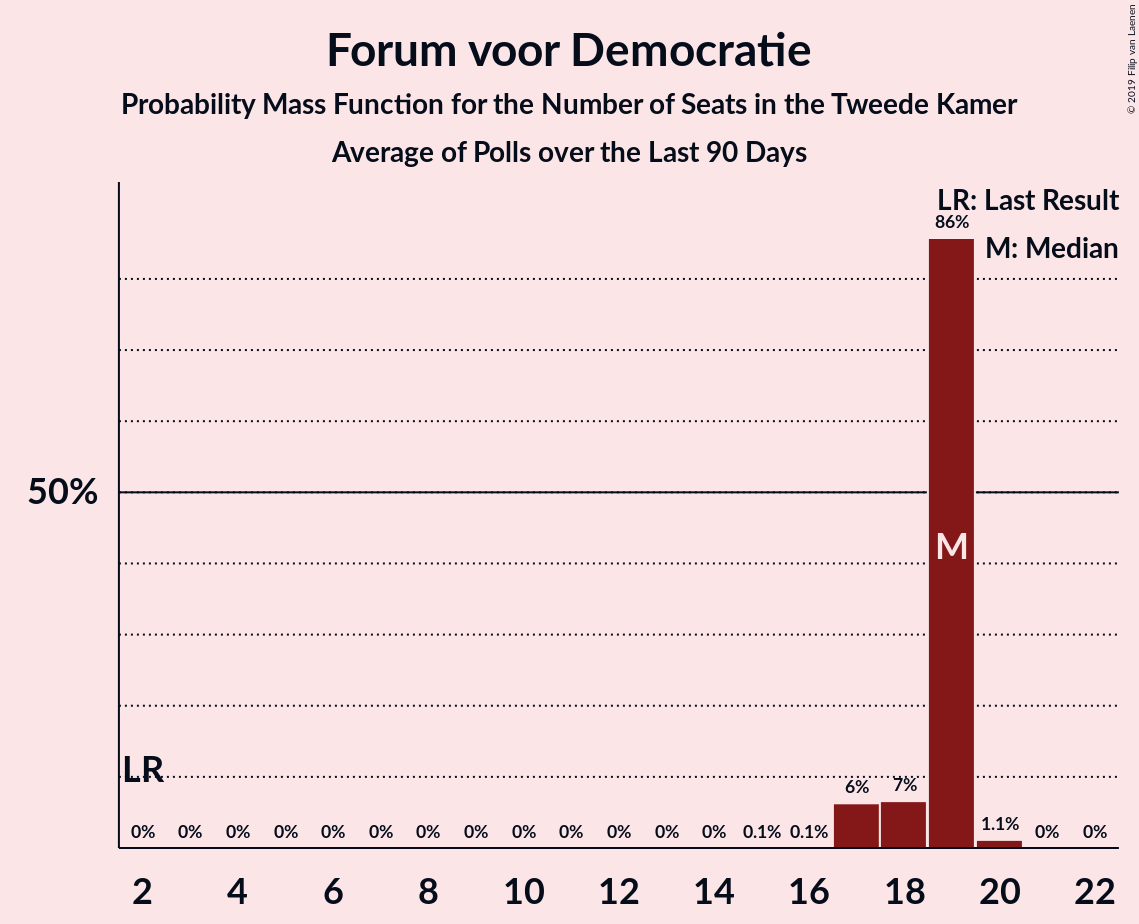 Forum voor Democratie
Probability Mass Function for the Number of Seats in the Tweede Kamer
Average of Polls over the Last 90 Days
© 2019 Filip van Laenen
LR: Last Result
M: Median
86%
50%
M
LR
0% 0% 0% 0% 0% 0% 0% 0% 0% 0% 0% 0% 0% 0.1% 0.1% 6% 7% 1.1% 0% 0%
2 4 6 8 10 12 14 16 18 20 22